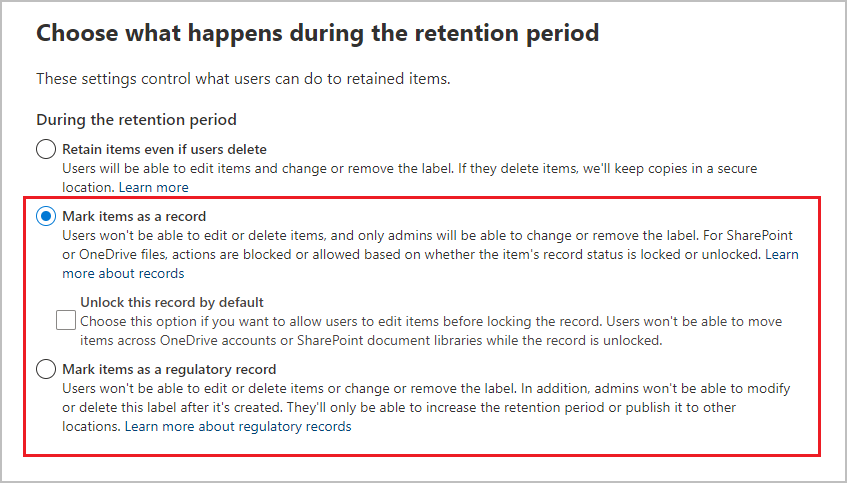 Choose what happens during the retention period
These settings control what users can do to retained items.
During the retention period
Retain items even if users delete
Users will be able to edit items and change or remove the label. If they delete items, we'll keep copies in a secure
location. Learn more
Mark items as a record
Users won't be able to edit or delete items, and only admins will be able to change or remove the label. For SharePoint
or OneDrive files, actions are blocked or allowed based on whether the item's record status is locked or unlocked. Learn
more about records
Unlock this record by default
Choose this option if you want to allow users to edit items before locking the record. Users won't be able to move
items across OneDrive accounts or SharePoint document libraries while the record is unlocked.
Mark items as a regulatory record
Users won't be able to edit or delete items or change or remove the label. In addition, admins won't be able to modify
or delete this label after it's created. They'll only be able to increase the retention period or publish it to other
locations. Learn more about regulatory records